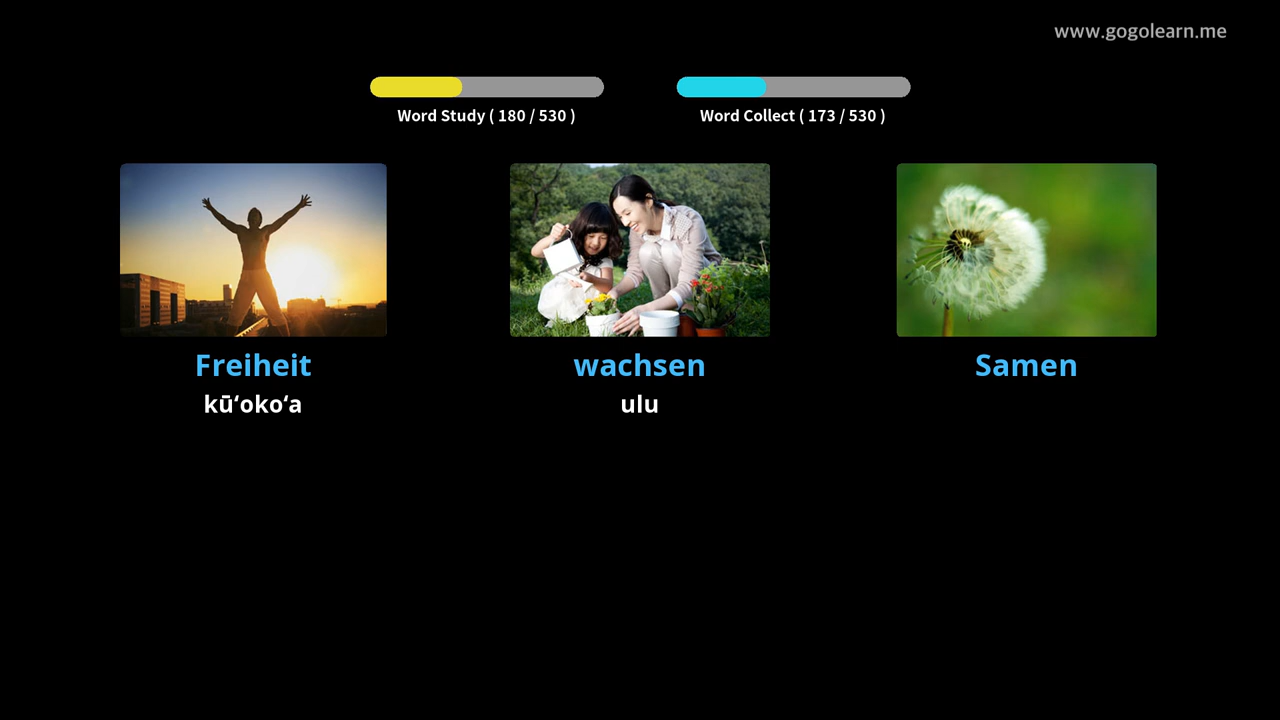 www.gogolearn.me
Word Study ( 180 / 530 )
Word Collect ( 173 / 530 )
Freiheit
kūʻokoʻa
wachsen
ulu
Samen